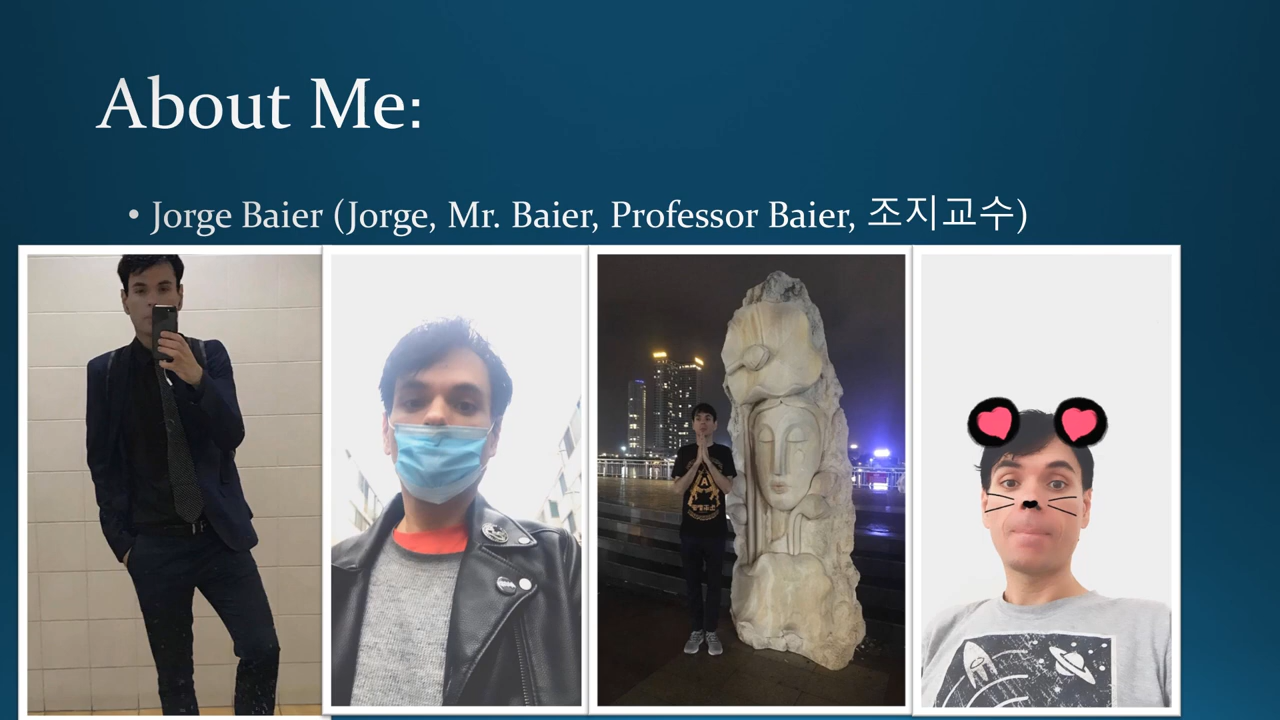 About Me:
• Jorge Baier (Jorge, Mr. Baier, Professor Baier, 조지교수)
A